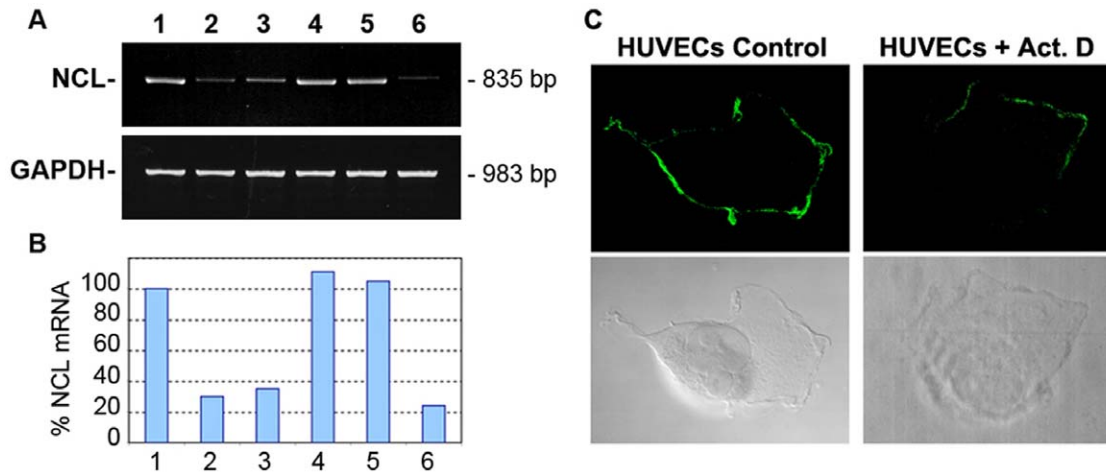 A
1 2 3 4 5 6
NCL-
- 835 bp
GAPDH-
- 983 bp
B
% NCL mRNA
100
80
60
40
20
0
1 2 3 4 5 6
C
HUVECs Control
HUVECs + Act. D